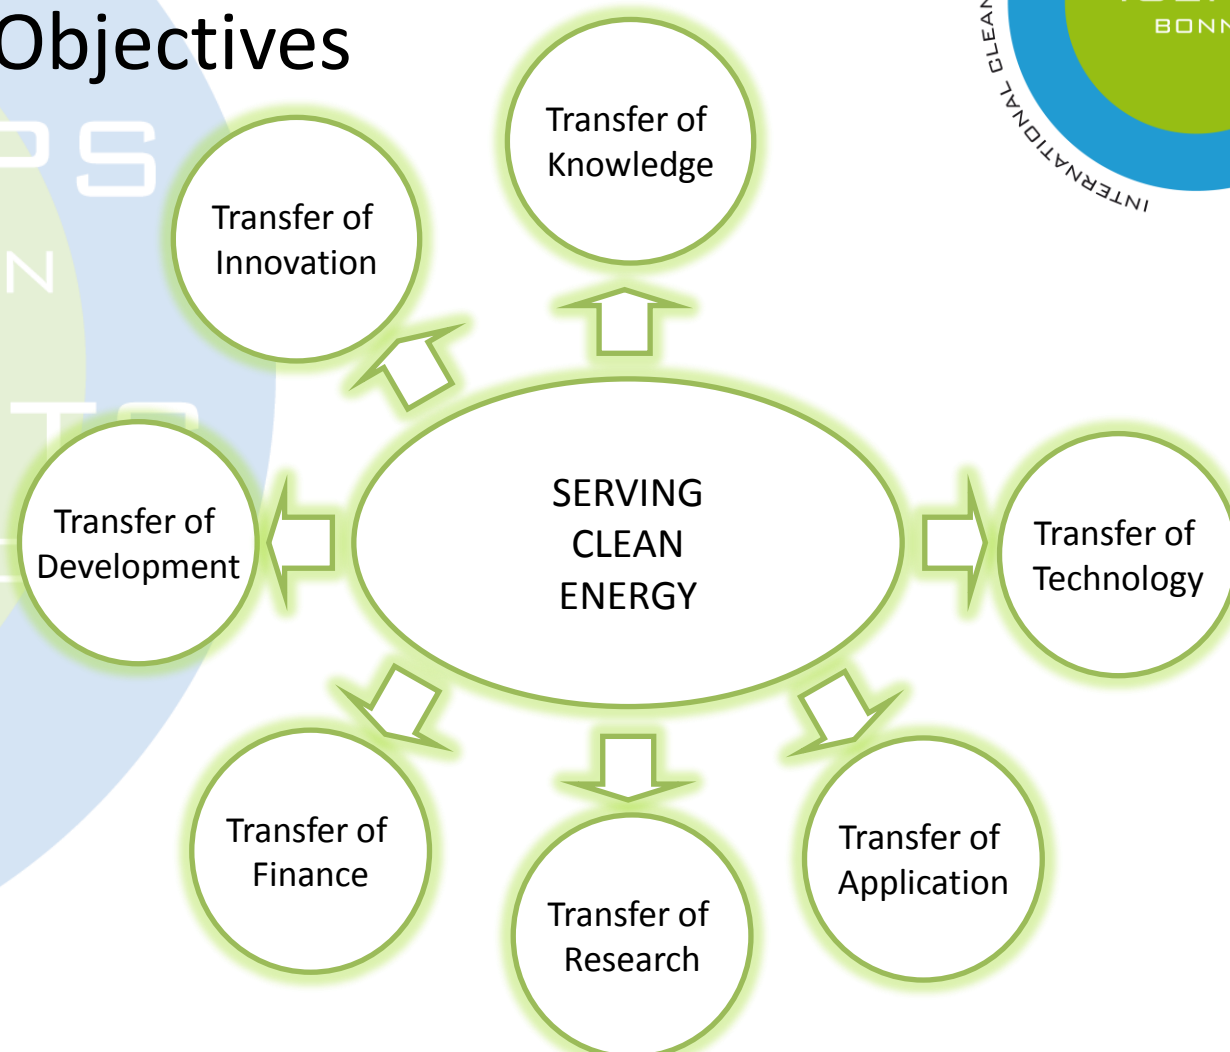 Objectives
PS
N
BONN
INTERNATIONAL CLEAN
Transfer of
Knowledge
Transfer of
Innovation
SERVING
CLEAN
ENERGY
Transfer of
Development
Transfer of
Technology
Transfer of
Finance
Transfer of
Application
Transfer of
Research